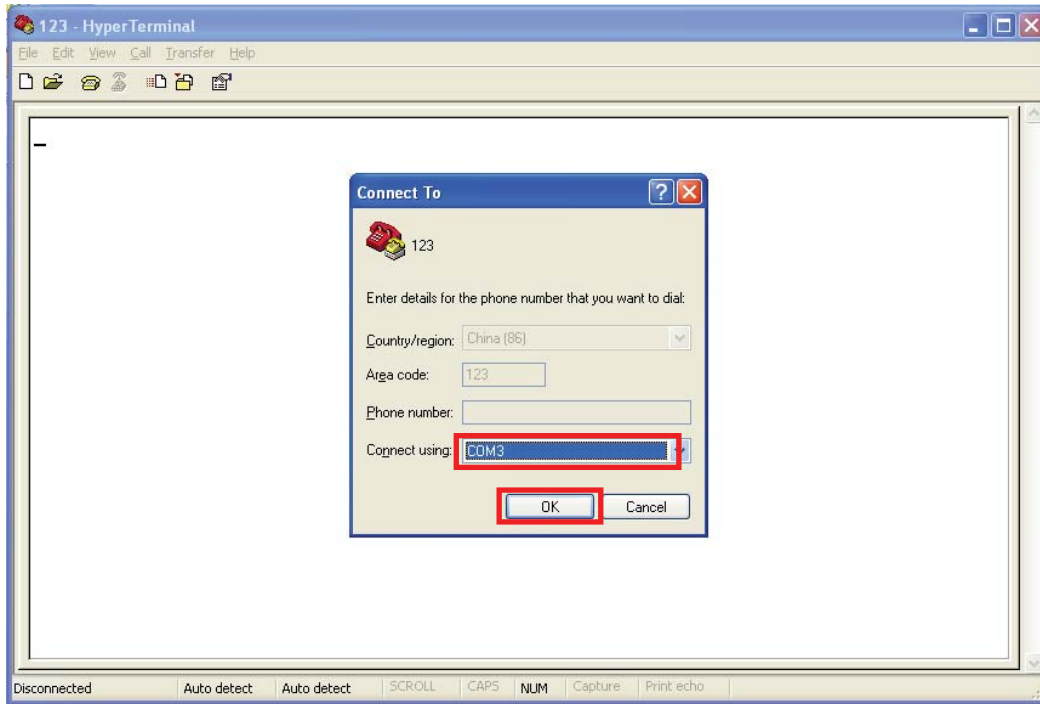 123 - HyperTerminal
File Edit View Call Transfer Help
Connect To
123
Enter details for the phone number that you want to dial:
Country/region: China (86)
Area code: 123
Phone number:
Connect using: COM3
OK Cancel
Disconnected Auto detect Auto detect SCROLL CAPS NUM Capture Print echo